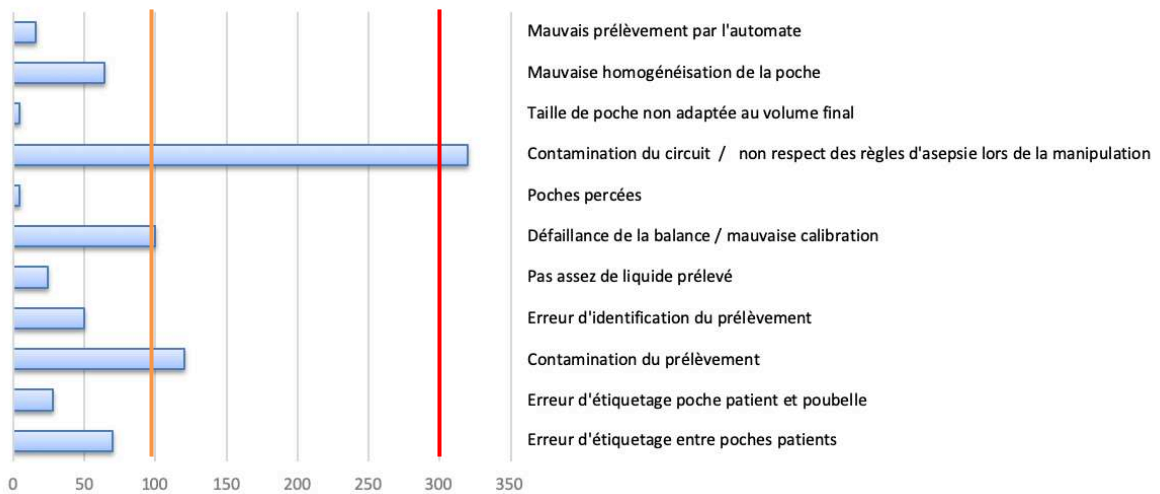 Mauvais prélèvement par l'automate
Mauvaise homogénéisation de la poche
Taille de poche non adaptée au volume final
Contamination du circuit / non respect des règles d'asepsie lors de la manipulation
Poches percées
Défaillance de la balance / mauvaise calibration
Pas assez de liquide prélevé
Erreur d'identification du prélèvement
Contamination du prélèvement
Erreur d'étiquetage poche patient et poubelle
Erreur d'étiquetage entre poches patients
0 50 100 150 200 250 300 350